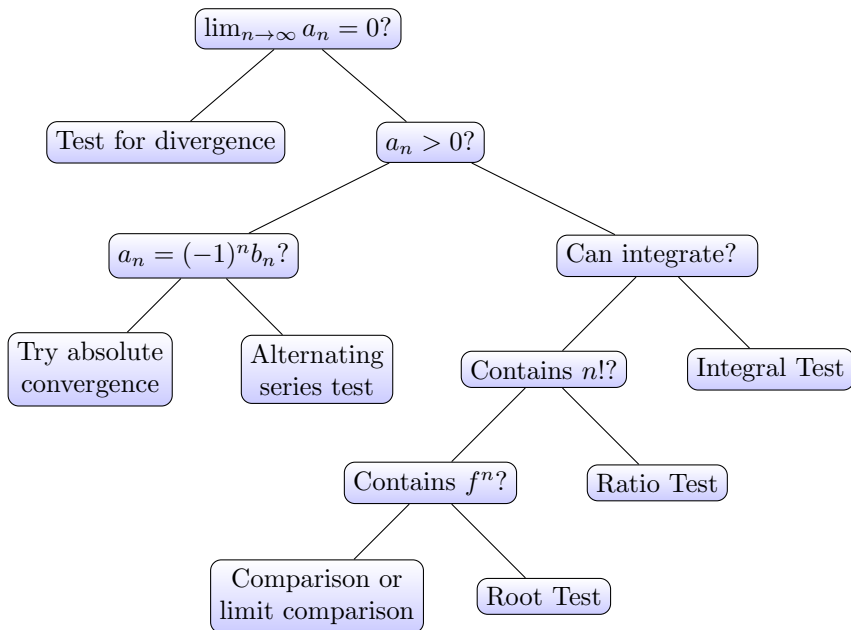 lim_{n→∞} a_n = 0?
Test for divergence
a_n > 0?
a_n = (−1)^n b_n?
Can integrate?
Try absolute
convergence
Alternating
series test
Contains n!?
Integral Test
Contains f^n?
Ratio Test
Comparison or
limit comparison
Root Test